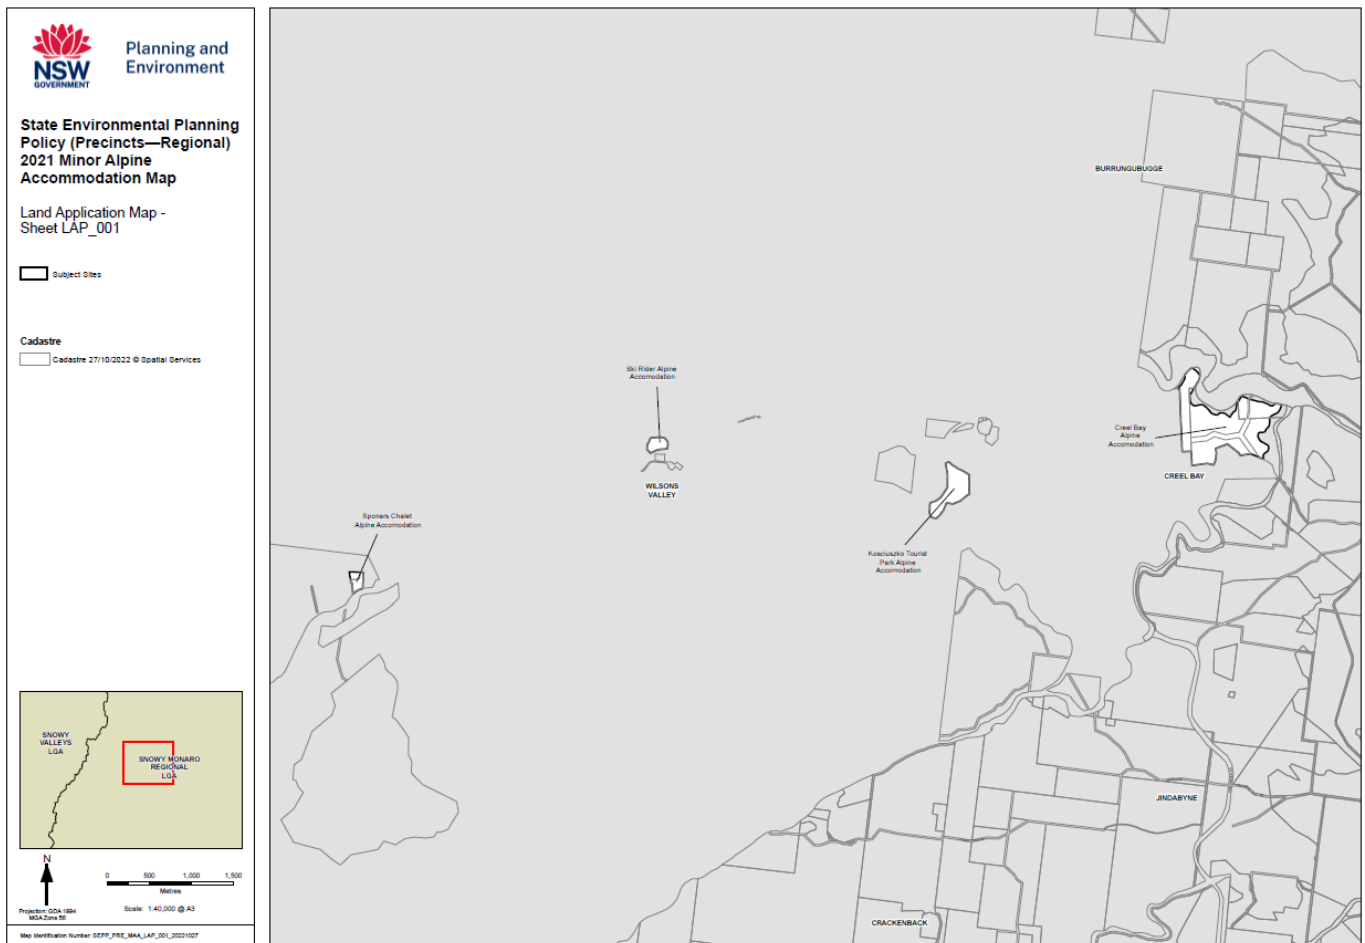 NSW
GOVERNMENT
Planning and
Environment
State Environmental Planning
Policy (Precincts—Regional)
2021 Minor Alpine
Accommodation Map
Land Application Map -
Sheet LAP_001
Subject Sites
Cadastre
Cadastre 27/10/2022 © Spatial Services
SNOWY
VALLEYS
LGA
SNOWY MONARO
REGIONAL
LGA
N
0 500 1,000 1,500
Metres
Scale: 1:40,000 @ A3
Projection: GDA 1994
MGA Zone 56
Map Identification Number: SEPP_PRE_MAA_LAP_001_20221027
BURRUNGUBUGGE
Ski Rider Alpine
Accomodation
Creel Bay
Alpine
Accomodation
CREEL BAY
WILSONS
VALLEY
Sponars Chalet
Alpine Accomodation
Kosciuszko Tourist
Park Alpine
Accomodation
JINDABYNE
CRACKENBACK